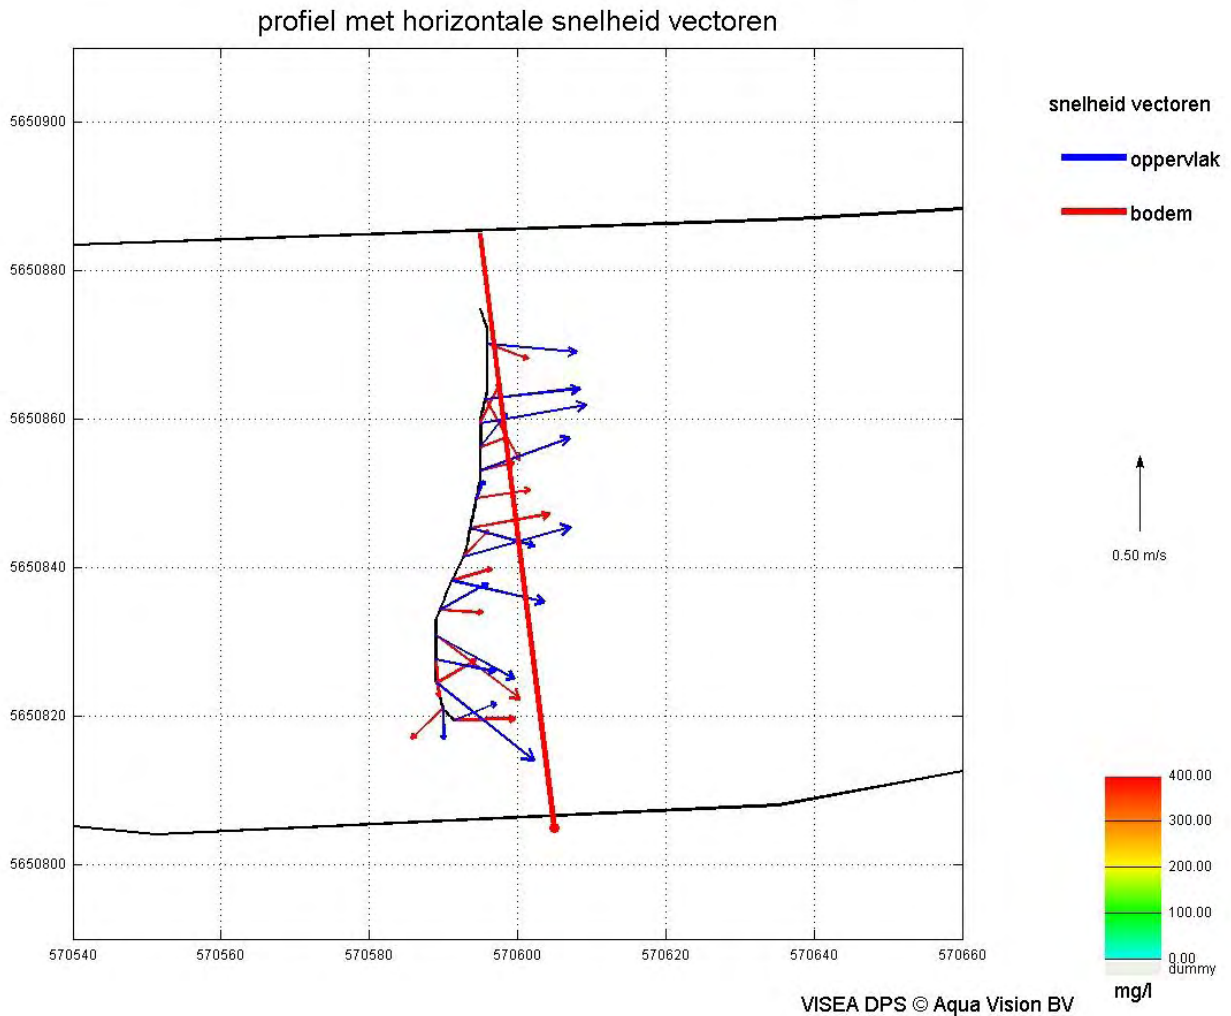 profiel met horizontale snelheid vectoren
snelheid vectoren
5650900
oppervlak
bodem
5650880
5650860
0.50 m/s
5650840
5650820
400.00
300.00
5650800
200.00
100.00
0.00
dummy
570540 570560 570580 570600 570620 570640 570660
mg/l
VISEA DPS © Aqua Vision BV